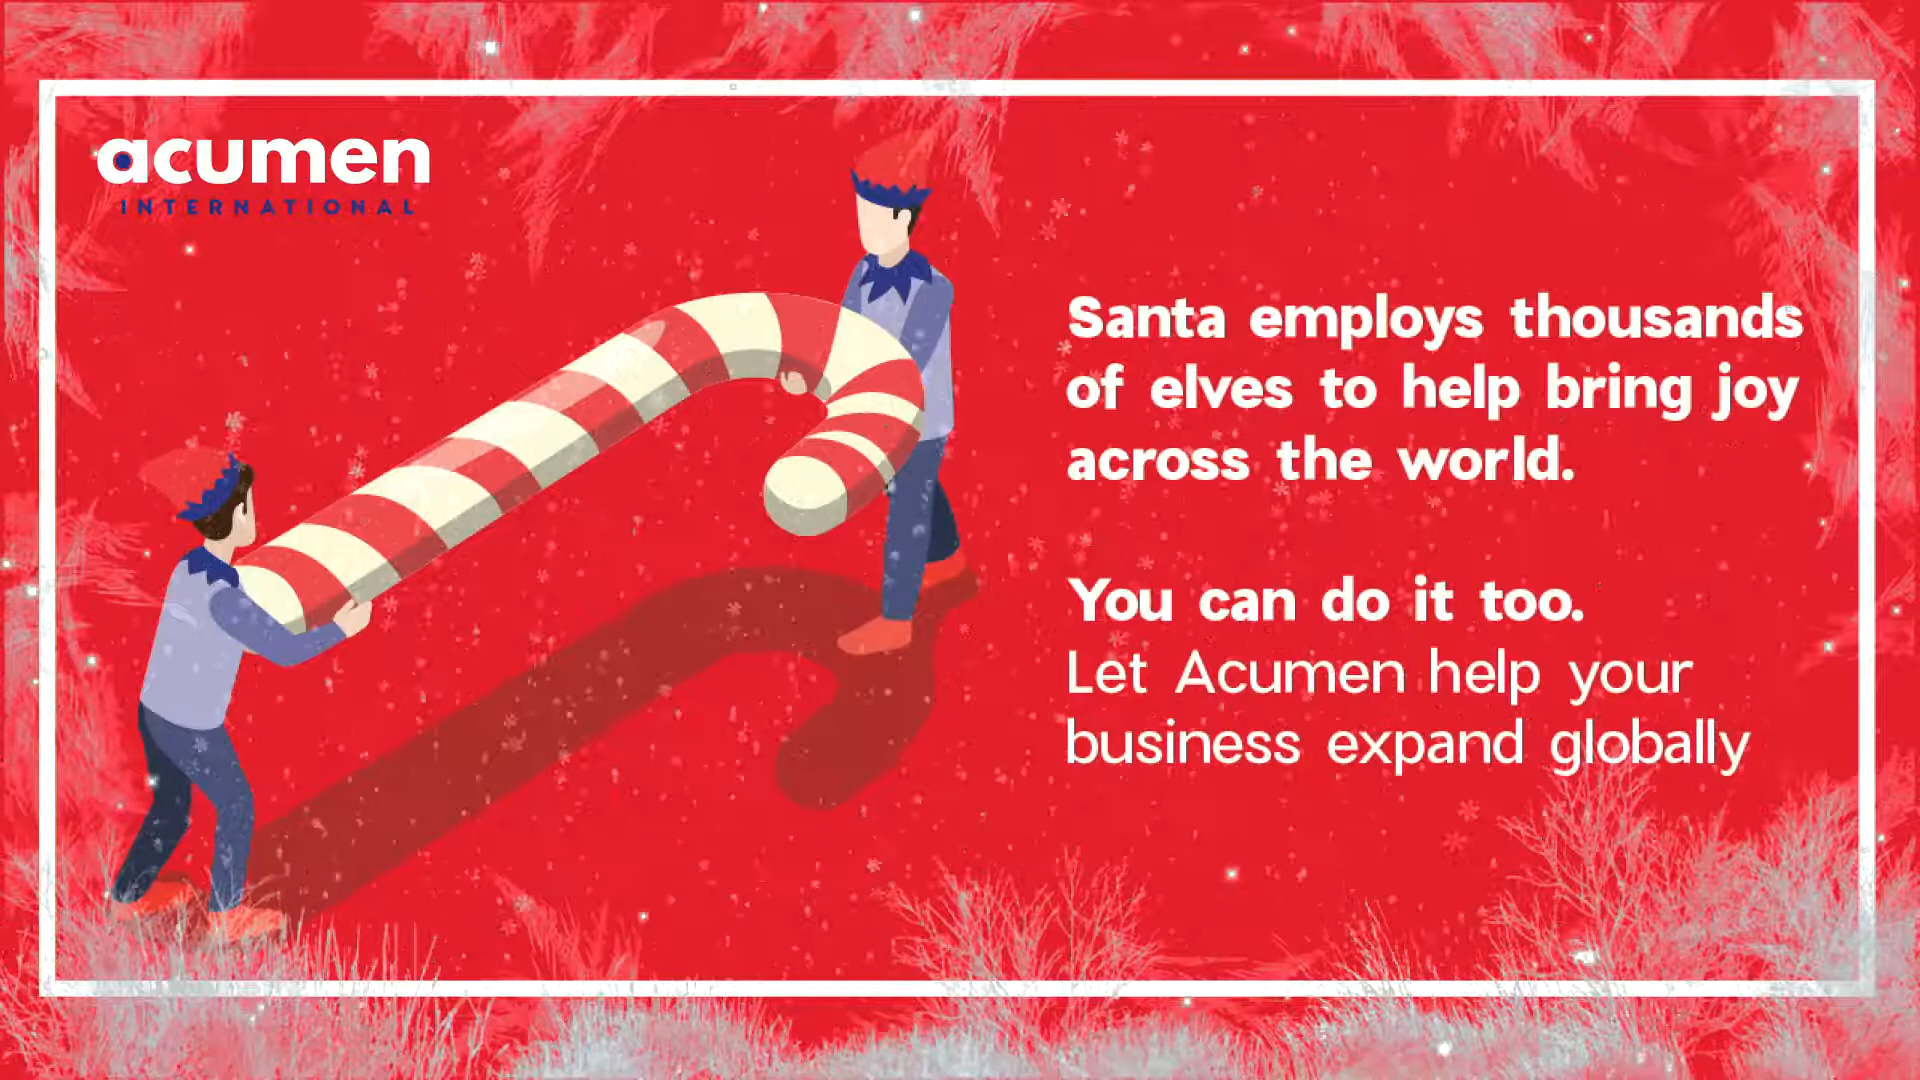 acumen
INTERNATIONAL
Santa employs thousands
of elves to help bring joy
across the world.
You can do it too.
Let Acumen help your
business expand globally